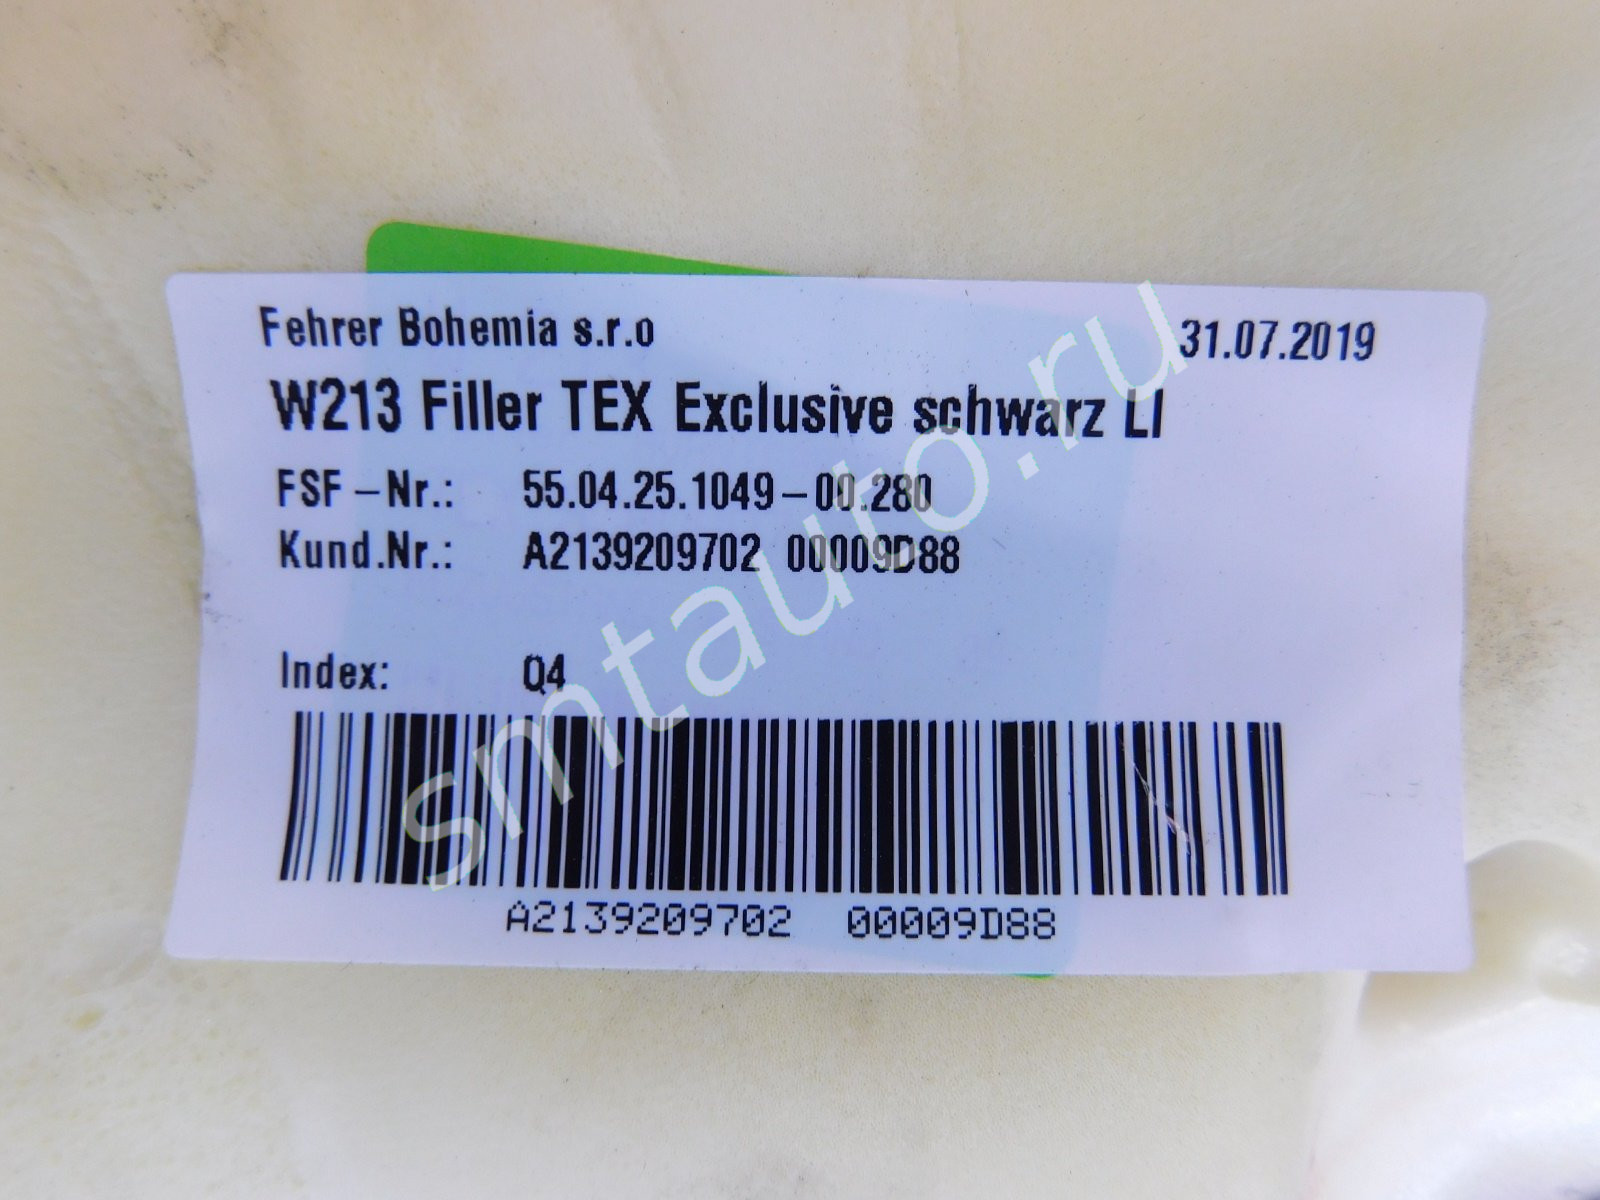 Fehrer Bohemia s.r.o 31.07.2019
W213 Filler TEX Exclusive schwarz LI
FSF-Nr.: 55.04.25.1049-00.280
Kund.Nr.: A2139209702 00009D88
Index: Q4
A2139209702 00009D88
smtauto.ru